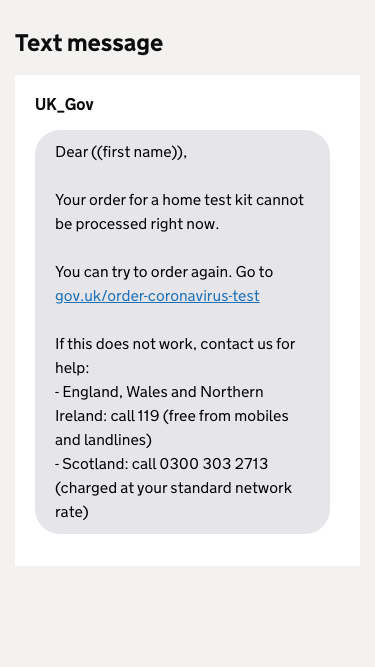 Text message
UK_Gov
Dear ((first name)),
Your order for a home test kit cannot
be processed right now.
You can try to order again. Go to
gov.uk/order-coronavirus-test
If this does not work, contact us for
help:
- England, Wales and Northern
Ireland: call 119 (free from mobiles
and landlines)
- Scotland: call 0300 303 2713
(charged at your standard network
rate)